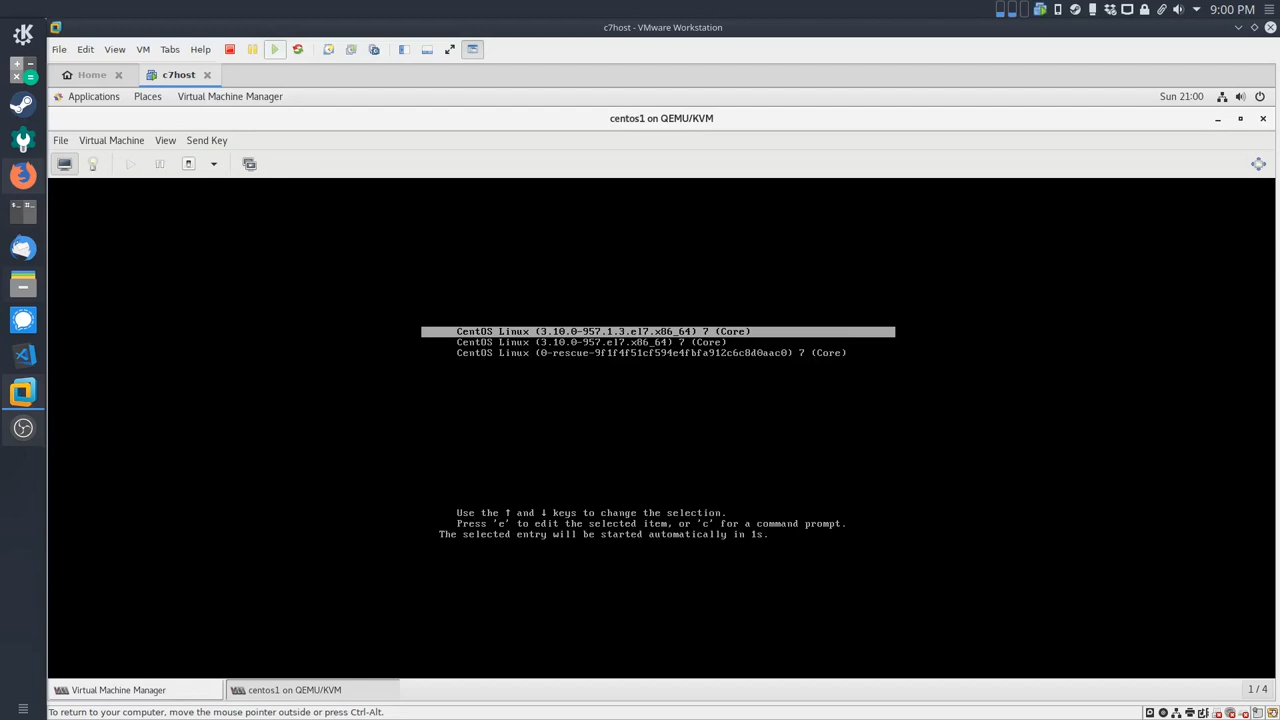 9:00 PM
c7host - VMware Workstation
File Edit View VM Tabs Help
Home c7host
Applications Places Virtual Machine Manager Sun 21:00
centos1 on QEMU/KVM
File Virtual Machine View Send Key
CentOS Linux (3.10.0-957.1.3.el7.x86_64) 7 (Core)
CentOS Linux (3.10.0-957.el7.x86_64) 7 (Core)
CentOS Linux (0-rescue-9f1f4f51cf594e4fbfa912c6c8d0aac0) 7 (Core)
Use the ↑ and ↓ keys to change the selection.
Press 'e' to edit the selected item, or 'c' for a command prompt.
The selected entry will be started automatically in 1s.
Virtual Machine Manager centos1 on QEMU/KVM 1 / 4
To return to your computer, move the mouse pointer outside or press Ctrl-Alt.